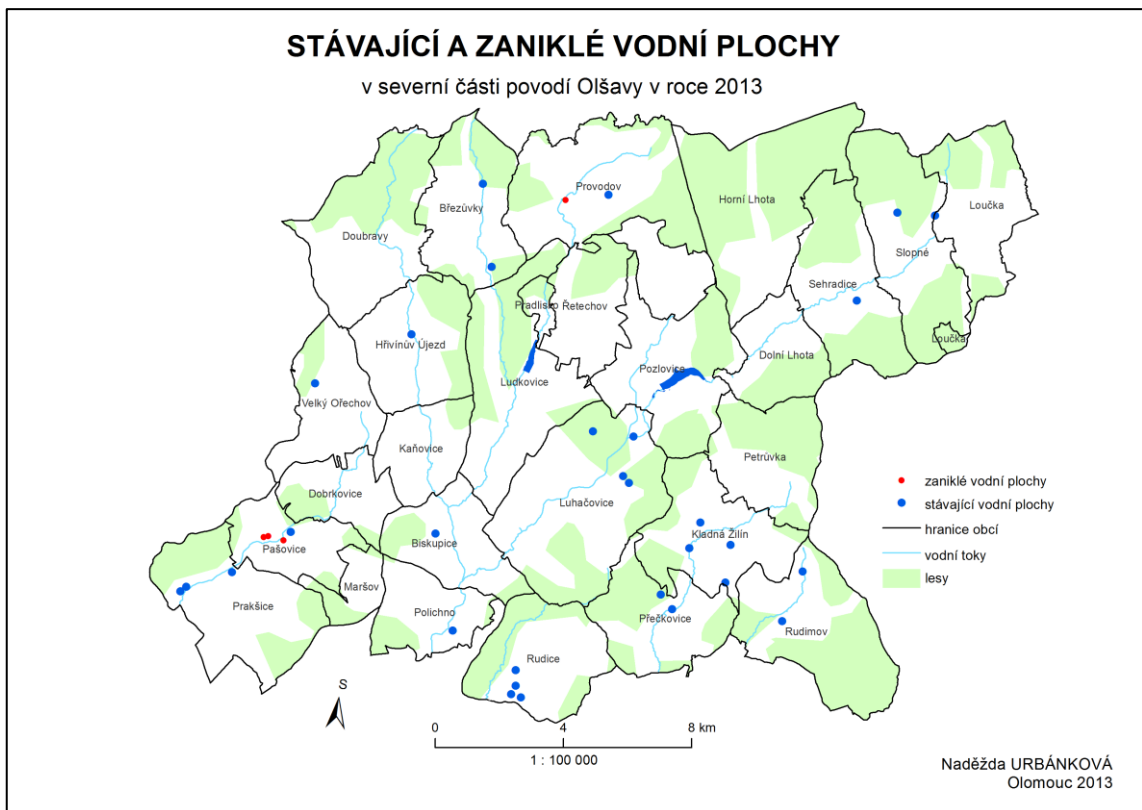 STÁVAJÍCÍ A ZANIKLÉ VODNÍ PLOCHY
v severní části povodí Olšavy v roce 2013
Provodov
Březůvky
Horní Lhota
Loučka
Doubravy
Slopné
Sehradice
Pradlisko
Řetechov
Hřivínův Újezd
Loučka
Dolní Lhota
Pozlovice
Ludkovice
Velký Ořechov
Kaňovice
Petrůvka
Dobrkovice
Luhačovice
Kladná Žilín
Biskupice
Pašovice
Maršov
Prakšice
Polichno
Přečkovice
Rudimov
Rudice
zaniklé vodní plochy
stávající vodní plochy
hranice obcí
vodní toky
lesy
S
0 4 8 km
1 : 100 000
Naděžda URBÁNKOVÁ
Olomouc 2013